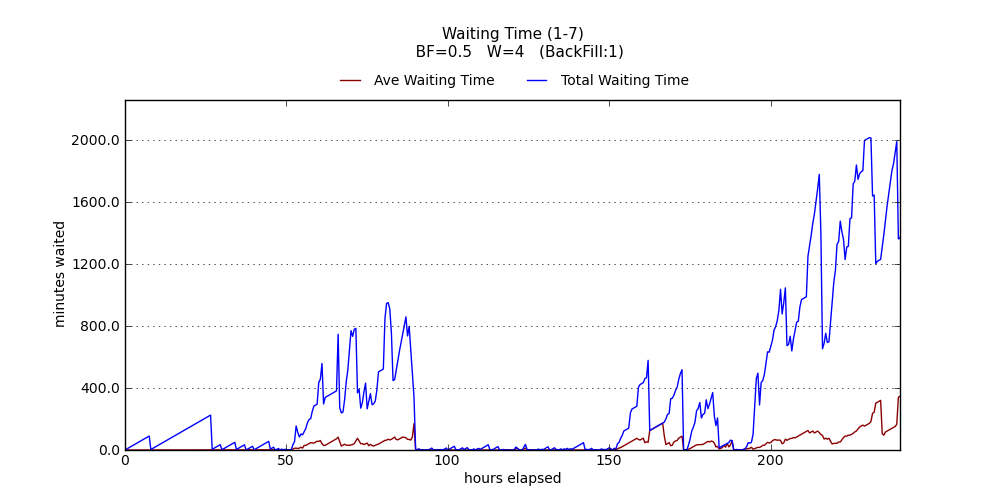 Waiting Time (1-7)
BF=0.5 W=4 (BackFill:1)
Ave Waiting Time Total Waiting Time
2000.0
1600.0
1200.0
800.0
400.0
0.0
minutes waited
0 50 100 150 200
hours elapsed